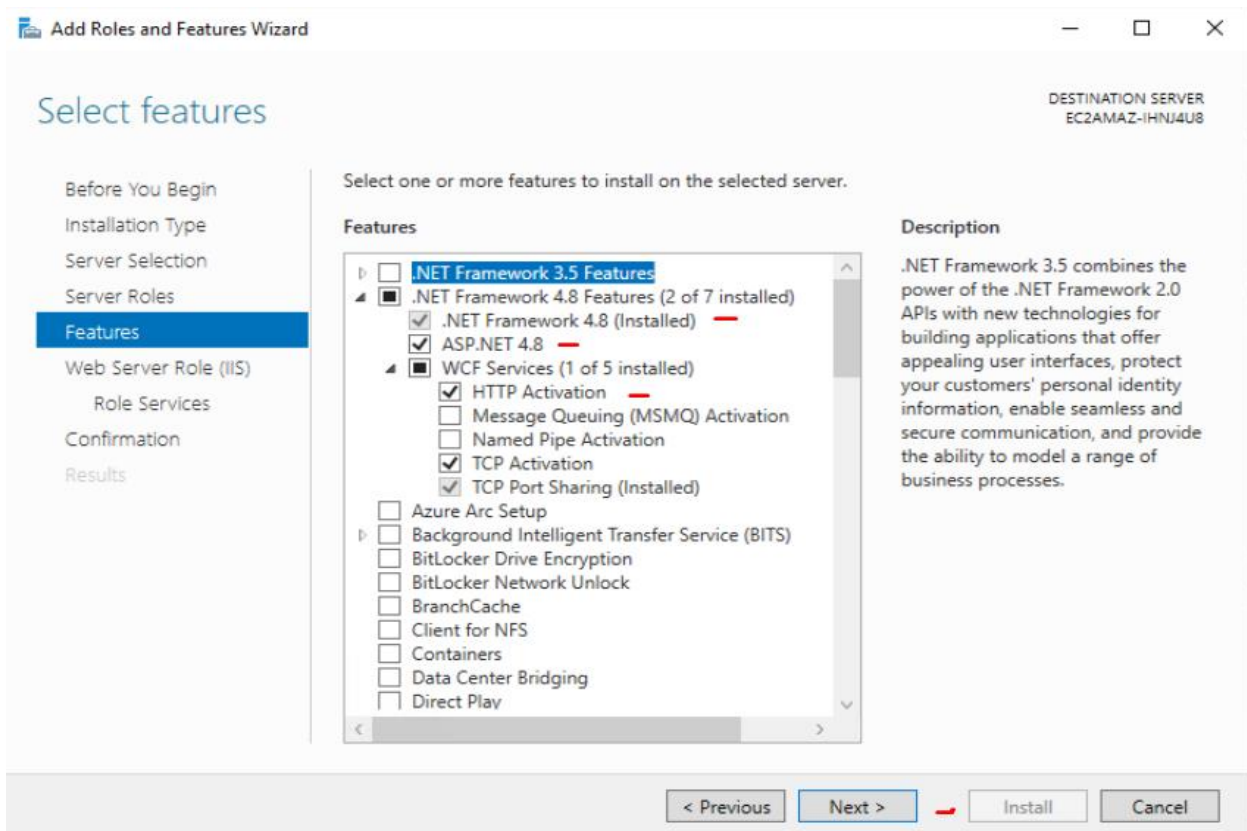 Add Roles and Features Wizard
Select features
DESTINATION SERVER
EC2AMAZ-IHNJ4U8
Before You Begin
Installation Type
Server Selection
Server Roles
Features
Web Server Role (IIS)
Role Services
Confirmation
Results
Select one or more features to install on the selected server.
Features
.NET Framework 3.5 Features
.NET Framework 4.8 Features (2 of 7 installed)
.NET Framework 4.8 (Installed)
ASP.NET 4.8
WCF Services (1 of 5 installed)
HTTP Activation
Message Queuing (MSMQ) Activation
Named Pipe Activation
TCP Activation
TCP Port Sharing (Installed)
Azure Arc Setup
Background Intelligent Transfer Service (BITS)
BitLocker Drive Encryption
BitLocker Network Unlock
BranchCache
Client for NFS
Containers
Data Center Bridging
Direct Play
Description
.NET Framework 3.5 combines the
power of the .NET Framework 2.0
APIs with new technologies for
building applications that offer
appealing user interfaces, protect
your customers' personal identity
information, enable seamless and
secure communication, and provide
the ability to model a range of
business processes.
< Previous
Next >
Install
Cancel